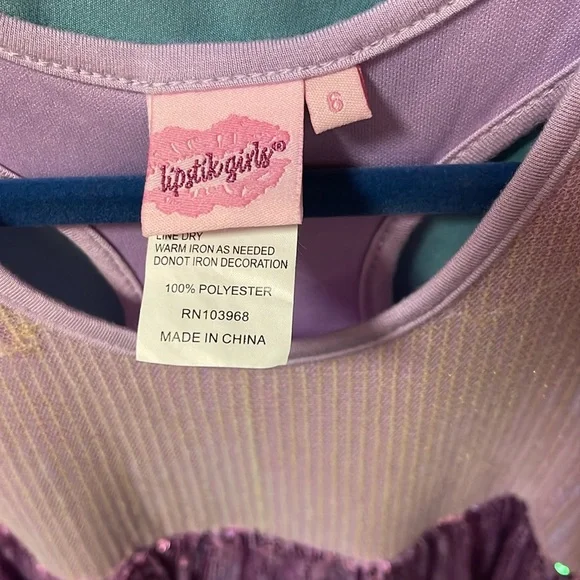 lipstik girls®
6
LINE DRY
WARM IRON AS NEEDED
DONOT IRON DECORATION
100% POLYESTER
RN103968
MADE IN CHINA